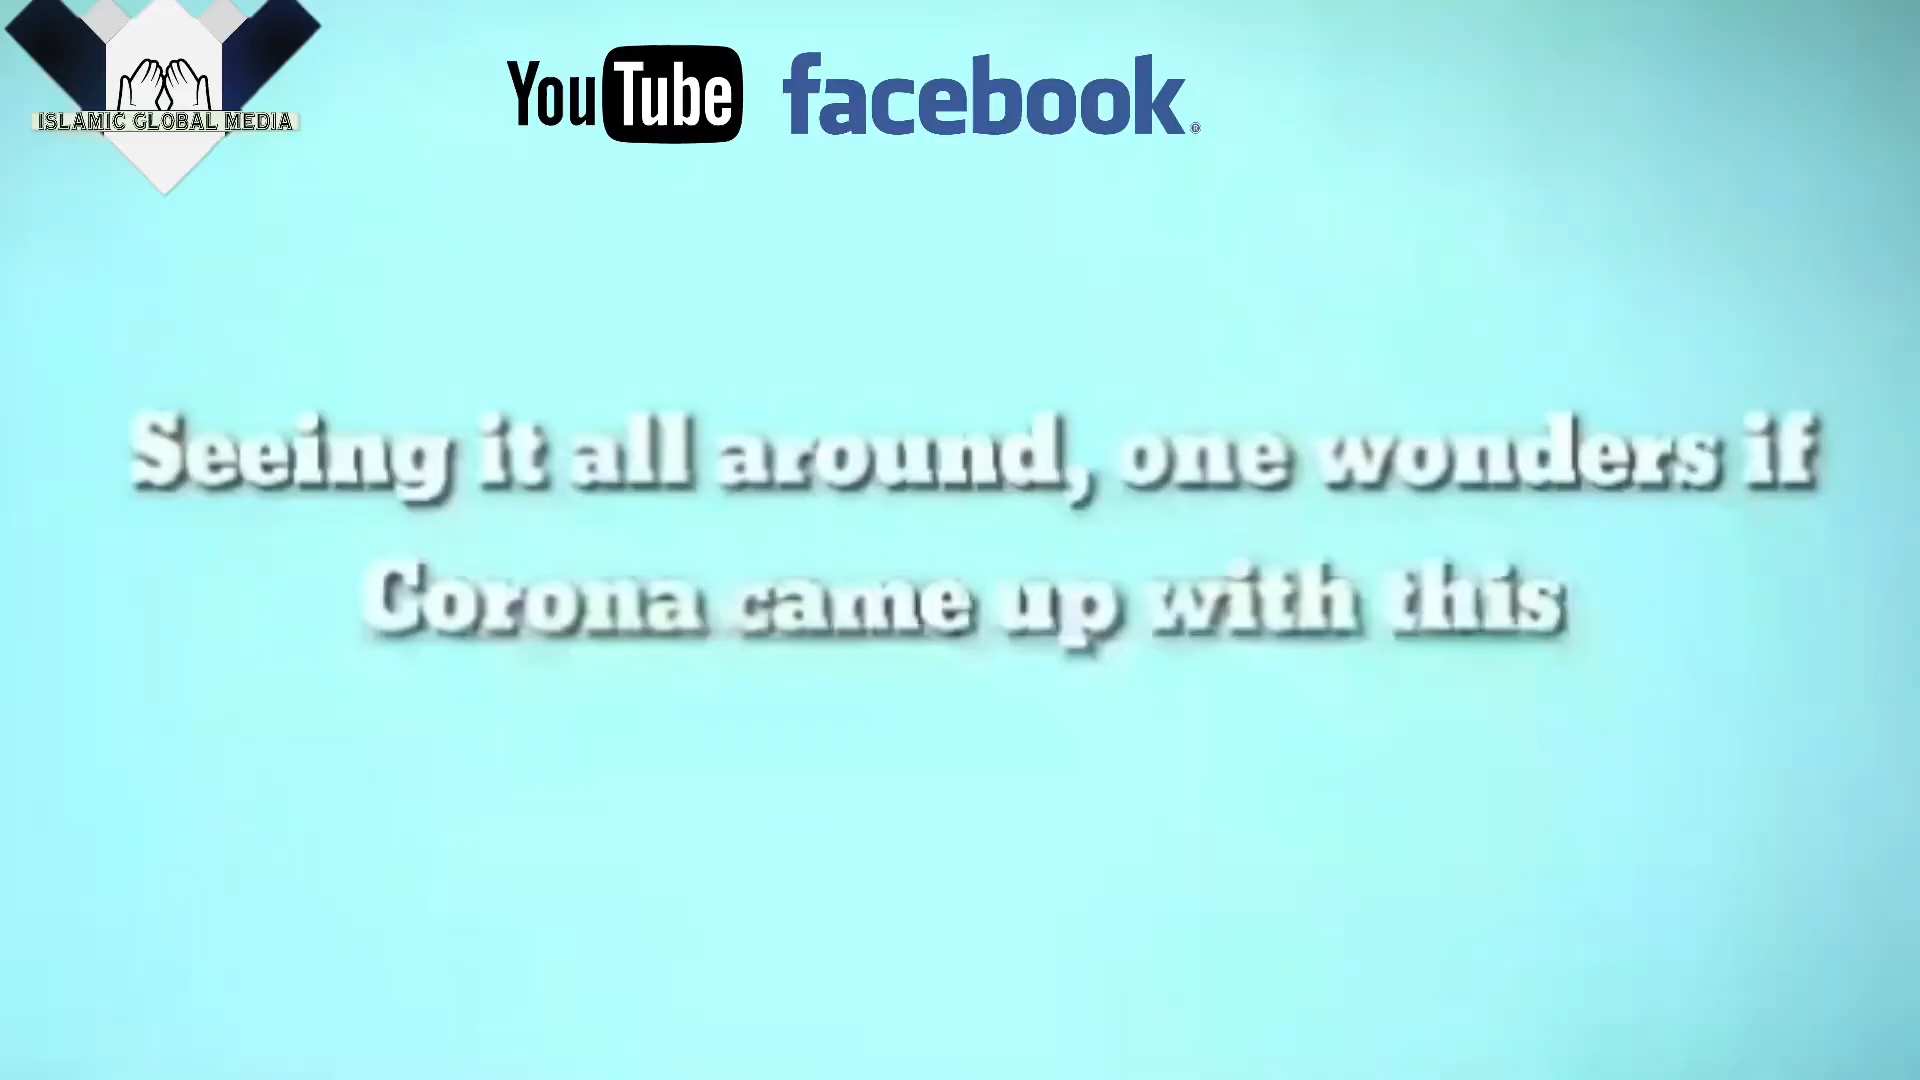 YouTube facebook®
ISLAMIC GLOBAL MEDIA
Seeing it all around, one wonders if
Corona came up with this